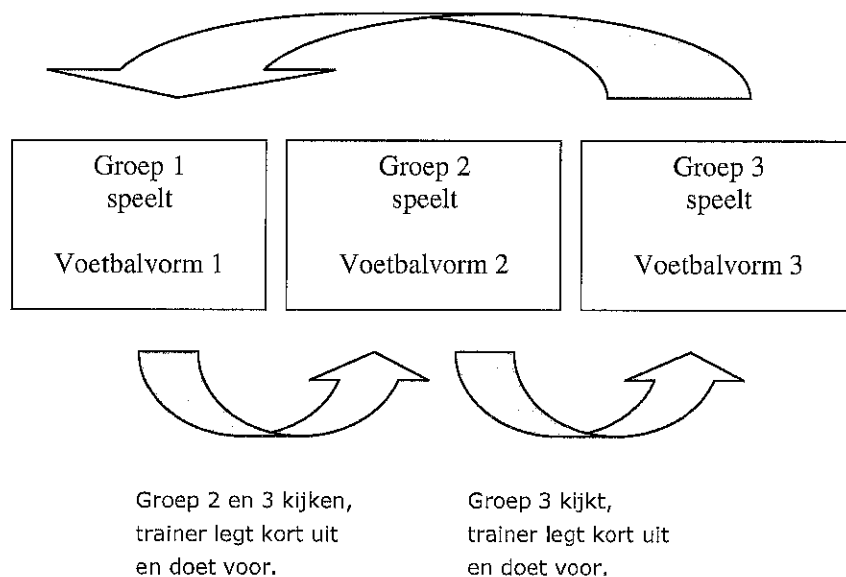 Groep 1
speelt
Voetbalvorm 1
Groep 2
speelt
Voetbalvorm 2
Groep 3
speelt
Voetbalvorm 3
Groep 2 en 3 kijken,
trainer legt kort uit
en doet voor.
Groep 3 kijkt,
trainer legt kort uit
en doet voor.